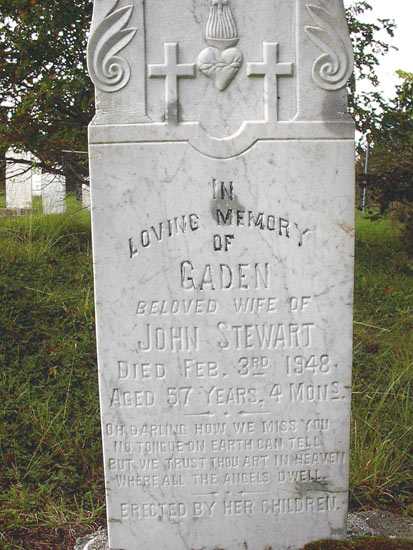 IN
LOVING MEMORY
OF
GADEN
BELOVED WIFE OF
JOHN STEWART
DIED FEB. 3RD 1948.
AGED 57 YEARS, 4 MONS.
OH DARLING HOW WE MISS YOU
NO TONGUE ON EARTH CAN TELL
BUT WE TRUST THOU ART IN HEAVEN
WHERE ALL THE ANGELS DWELL.
ERECTED BY HER CHILDREN.